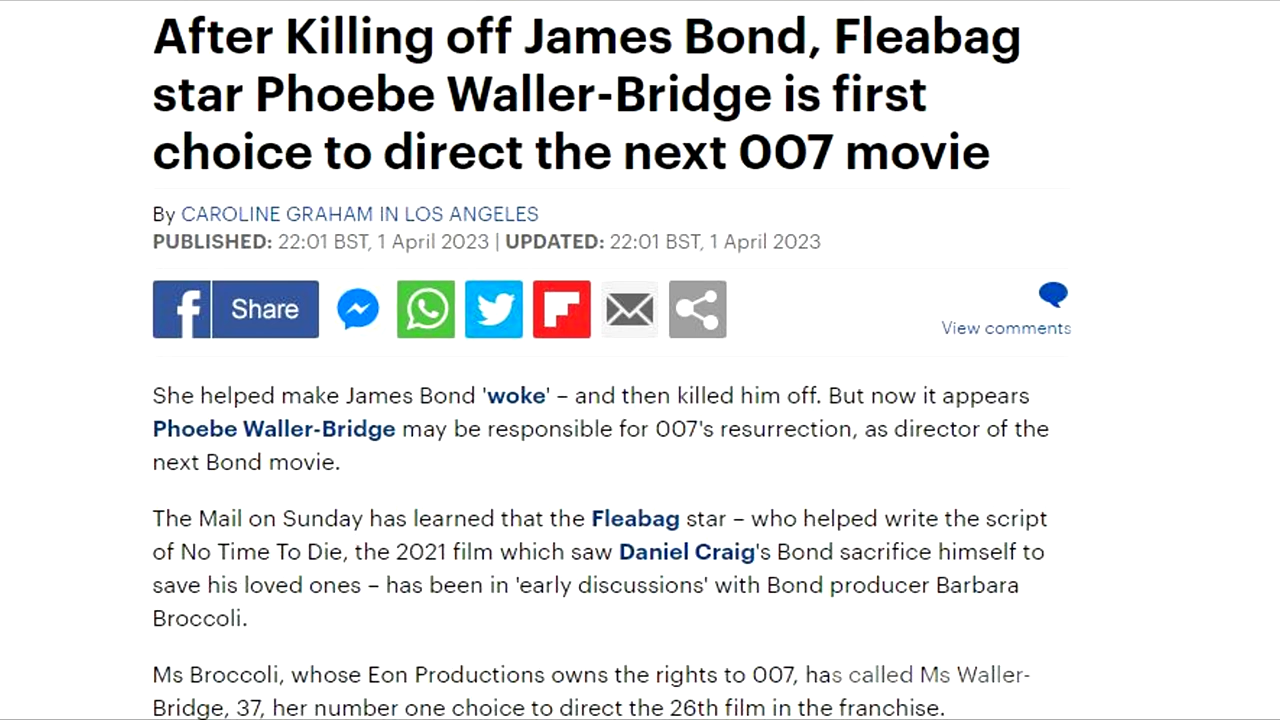 After Killing off James Bond, Fleabag
star Phoebe Waller-Bridge is first
choice to direct the next 007 movie
By CAROLINE GRAHAM IN LOS ANGELES
PUBLISHED: 22:01 BST, 1 April 2023 | UPDATED: 22:01 BST, 1 April 2023
Share
View comments
She helped make James Bond 'woke' – and then killed him off. But now it appears
Phoebe Waller-Bridge may be responsible for 007's resurrection, as director of the
next Bond movie.
The Mail on Sunday has learned that the Fleabag star – who helped write the script
of No Time To Die, the 2021 film which saw Daniel Craig's Bond sacrifice himself to
save his loved ones – has been in 'early discussions' with Bond producer Barbara
Broccoli.
Ms Broccoli, whose Eon Productions owns the rights to 007, has called Ms Waller-
Bridge, 37, her number one choice to direct the 26th film in the franchise.